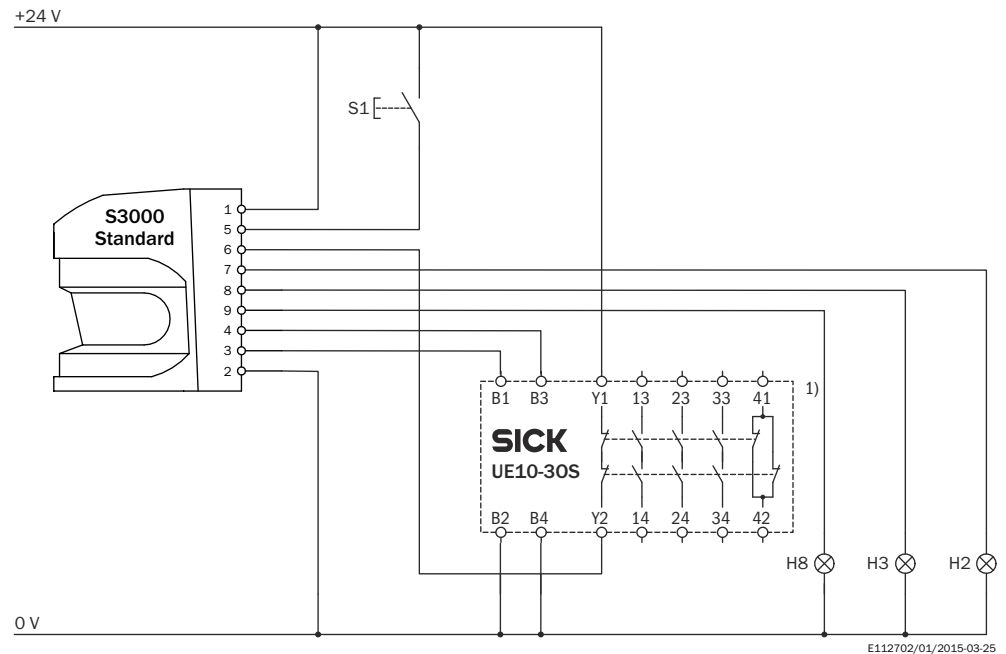 +24 V
S1
S3000
Standard
1
5
6
7
8
9
4
3
2
B1 B3 Y1 13 23 33 41 1)
SICK
UE10-30S
B2 B4 Y2 14 24 34 42
H8 H3 H2
0 V
E112702/01/2015-03-25